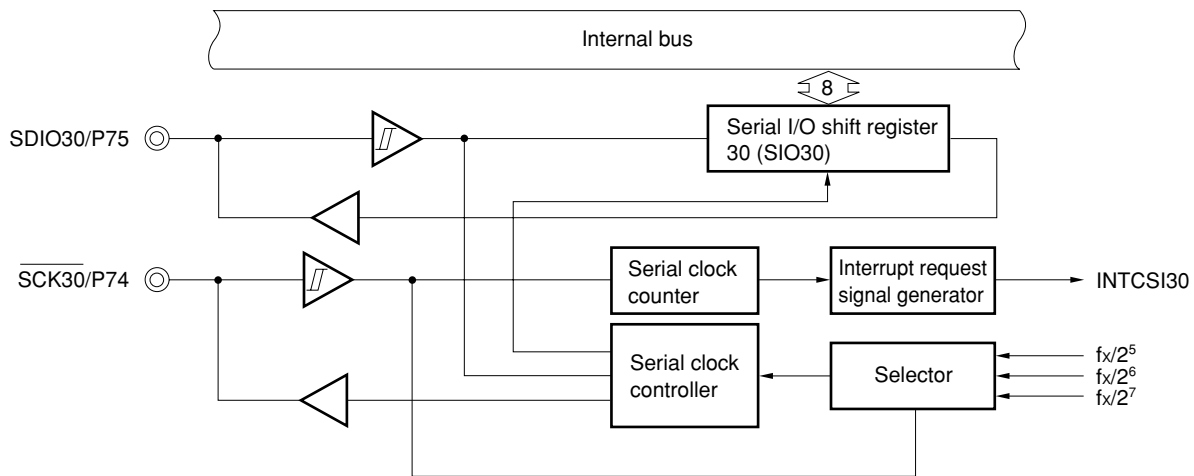 Internal bus
8
SDIO30/P75
Serial I/O shift register
30 (SIO30)
SCK30/P74
Serial clock
counter
Interrupt request
signal generator
INTCSI30
Serial clock
controller
Selector
fx/2⁵
fx/2⁶
fx/2⁷